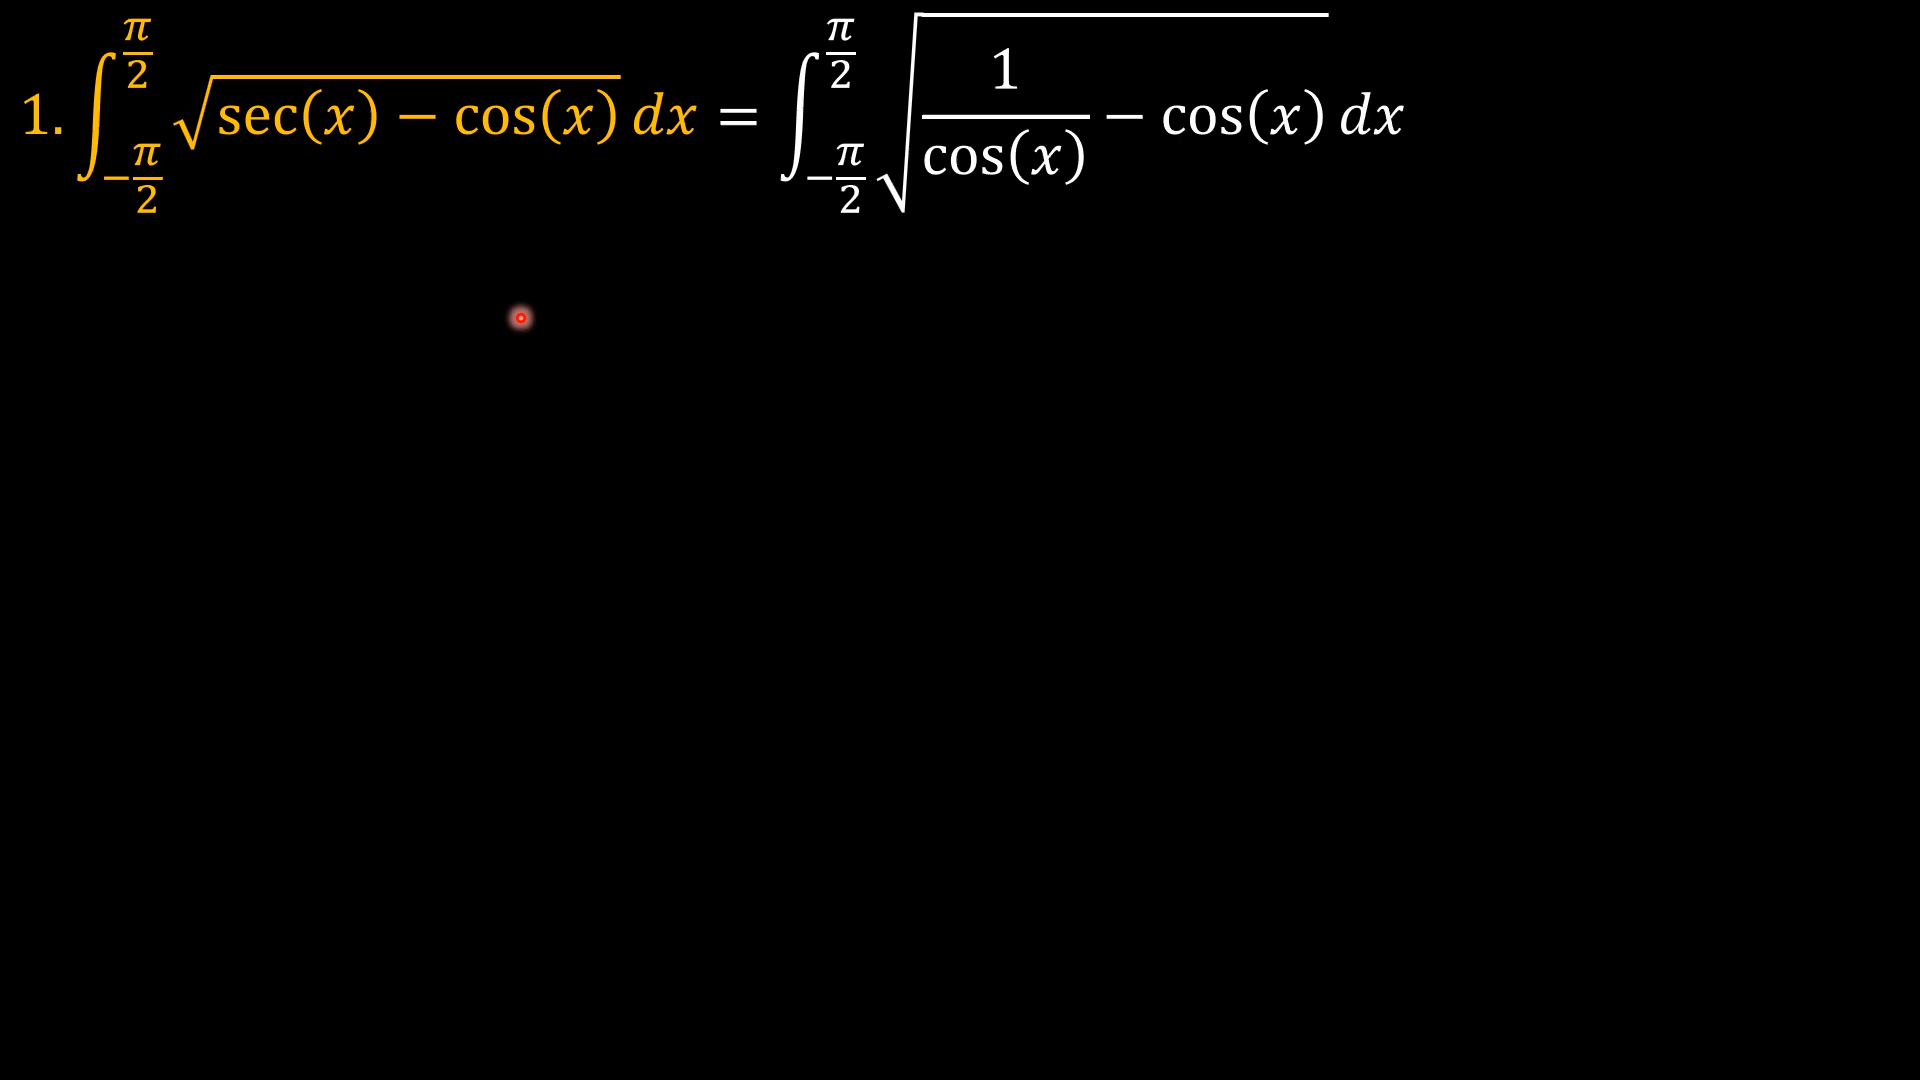 1. ∫_{-π/2}^{π/2} √(sec(x) − cos(x)) dx = ∫_{-π/2}^{π/2} √(1/cos(x) − cos(x)) dx